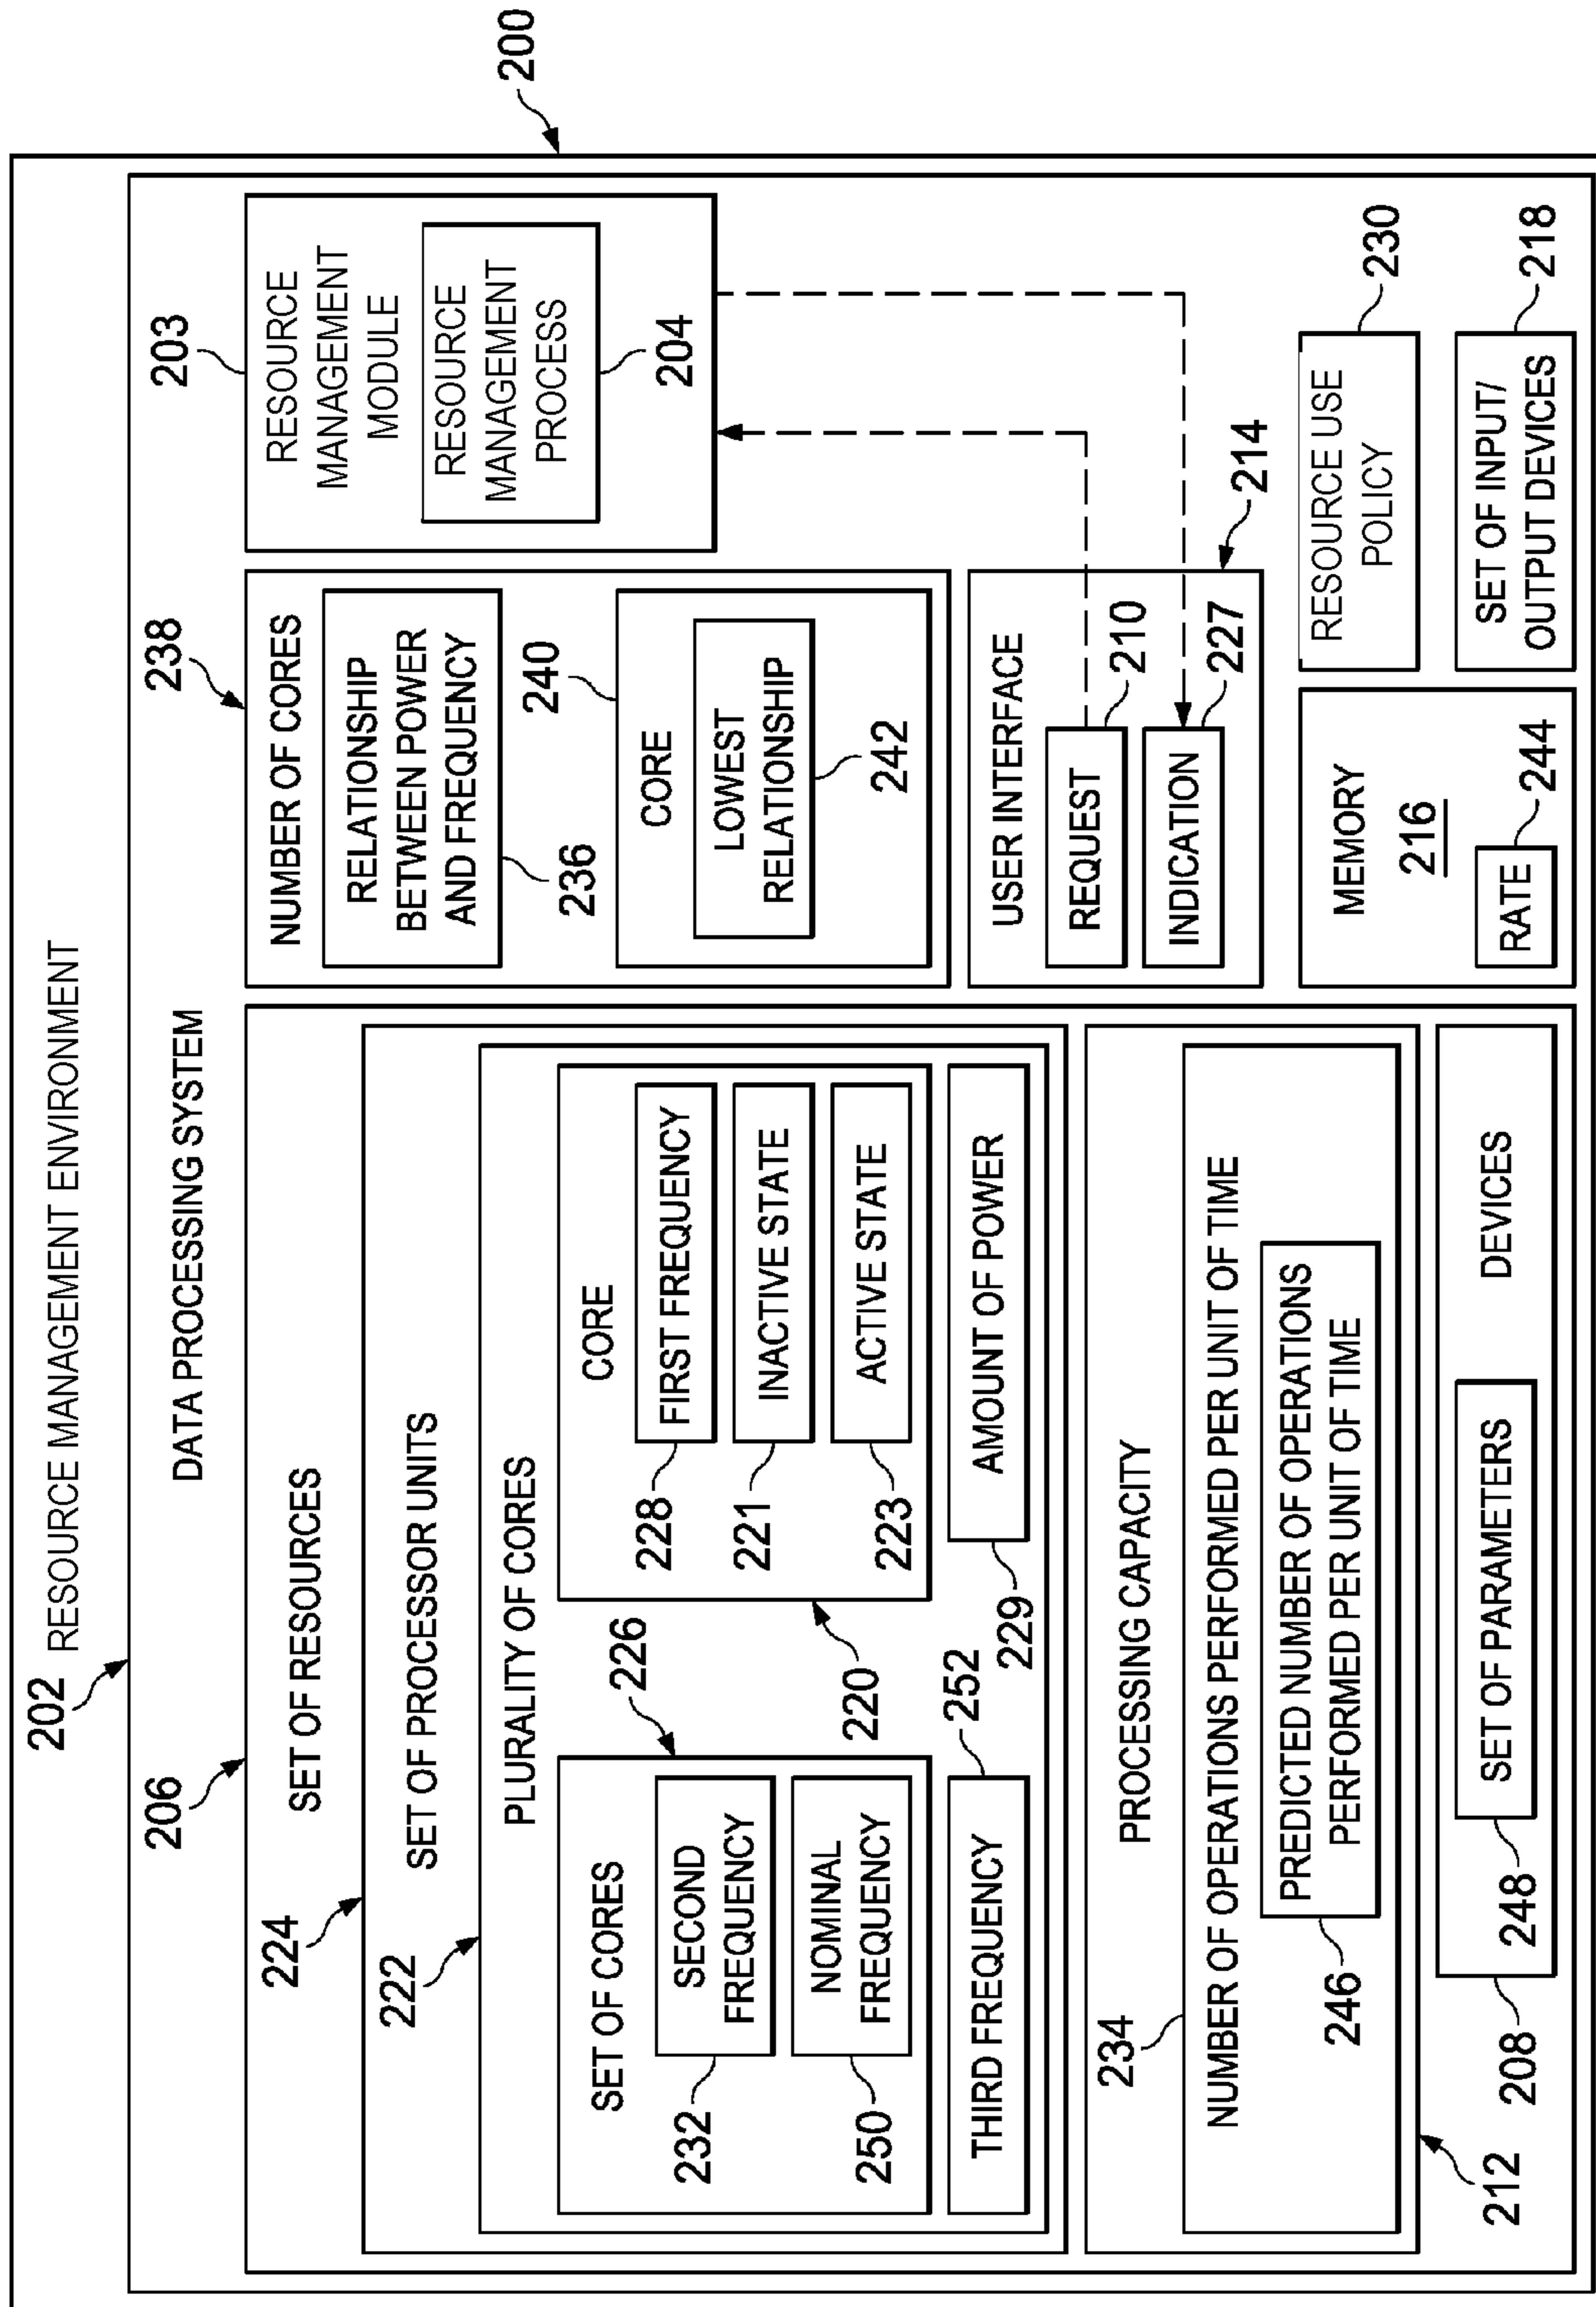 RESOURCE MANAGEMENT ENVIRONMENT
202
DATA PROCESSING SYSTEM
200
206
SET OF RESOURCES
224
SET OF PROCESSOR UNITS
222
PLURALITY OF CORES
SET OF CORES
226
232
SECOND
FREQUENCY
250
NOMINAL
FREQUENCY
CORE
228
FIRST FREQUENCY
221
INACTIVE STATE
223
ACTIVE STATE
220
THIRD FREQUENCY
252
229
AMOUNT OF POWER
PROCESSING CAPACITY
234
NUMBER OF OPERATIONS PERFORMED PER UNIT OF TIME
246
PREDICTED NUMBER OF OPERATIONS
PERFORMED PER UNIT OF TIME
212
208
248
SET OF PARAMETERS
DEVICES
238
NUMBER OF CORES
RELATIONSHIP
BETWEEN POWER
AND FREQUENCY
236
240
CORE
LOWEST
RELATIONSHIP
242
203
RESOURCE
MANAGEMENT
MODULE
RESOURCE
MANAGEMENT
PROCESS
204
USER INTERFACE
214
REQUEST
210
INDICATION
227
MEMORY
216
RATE
244
RESOURCE USE
POLICY
230
SET OF INPUT/
OUTPUT DEVICES
218